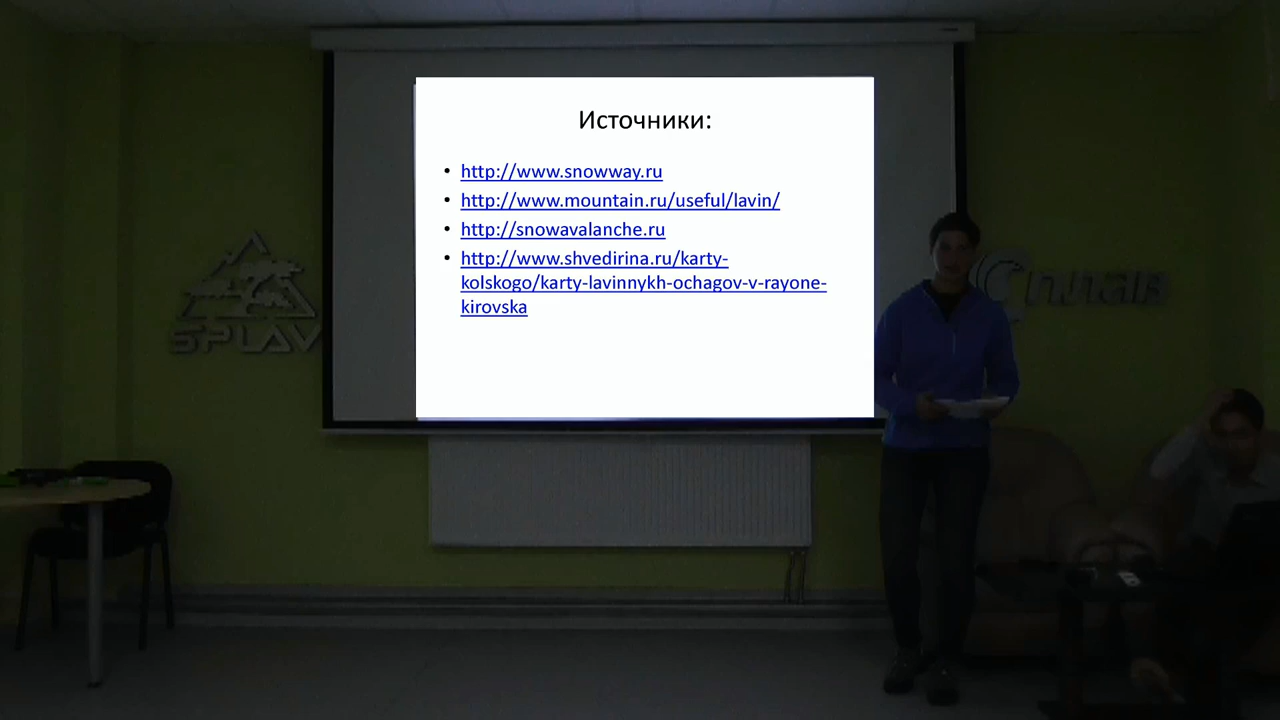 Источники:
http://www.snowway.ru
http://www.mountain.ru/useful/lavin/
http://snowavalanche.ru
http://www.shvedirina.ru/karty-
kolskogo/karty-lavinnykh-ochagov-v-rayone-
kirovska
SPLAV
Сплав